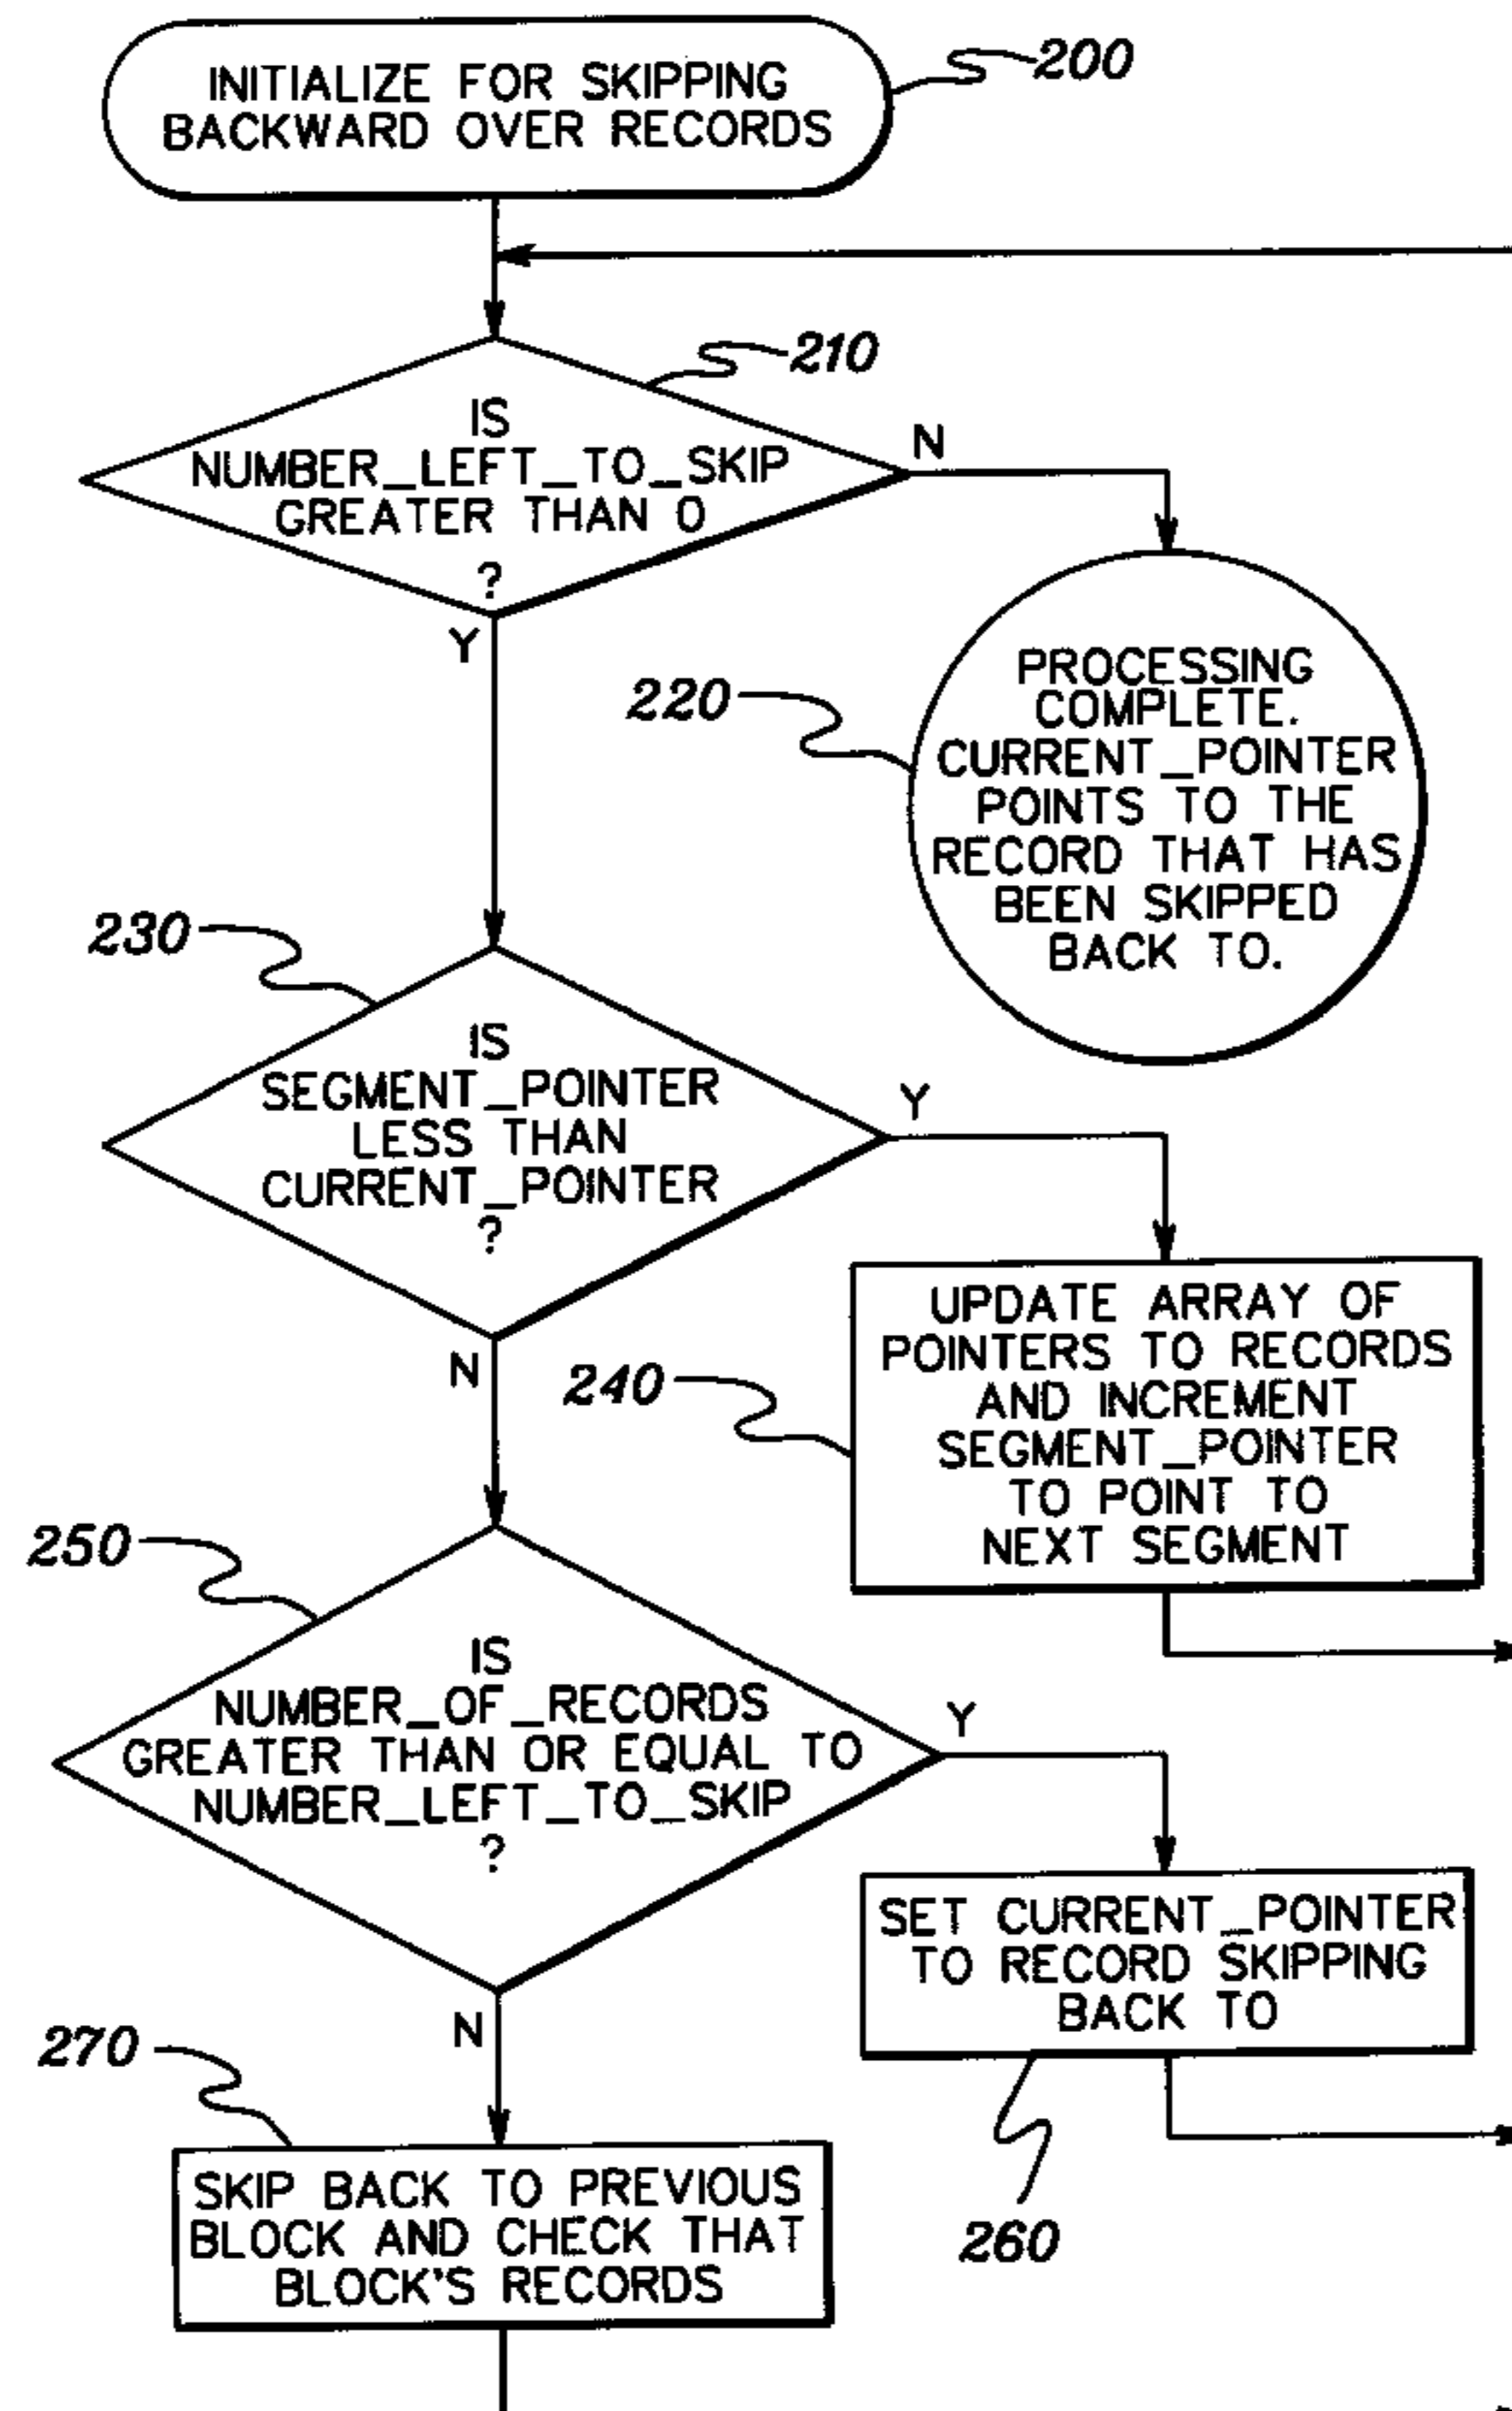 INITIALIZE FOR SKIPPING
BACKWARD OVER RECORDS
200
210
IS
NUMBER_LEFT_TO_SKIP
GREATER THAN 0
?
N
Y
220
PROCESSING
COMPLETE.
CURRENT_POINTER
POINTS TO THE
RECORD THAT HAS
BEEN SKIPPED
BACK TO.
230
IS
SEGMENT_POINTER
LESS THAN
CURRENT_POINTER
?
Y
N
240
UPDATE ARRAY OF
POINTERS TO RECORDS
AND INCREMENT
SEGMENT_POINTER
TO POINT TO
NEXT SEGMENT
250
IS
NUMBER_OF_RECORDS
GREATER THAN OR EQUAL TO
NUMBER_LEFT_TO_SKIP
?
Y
N
SET CURRENT_POINTER
TO RECORD SKIPPING
BACK TO
260
270
SKIP BACK TO PREVIOUS
BLOCK AND CHECK THAT
BLOCK'S RECORDS